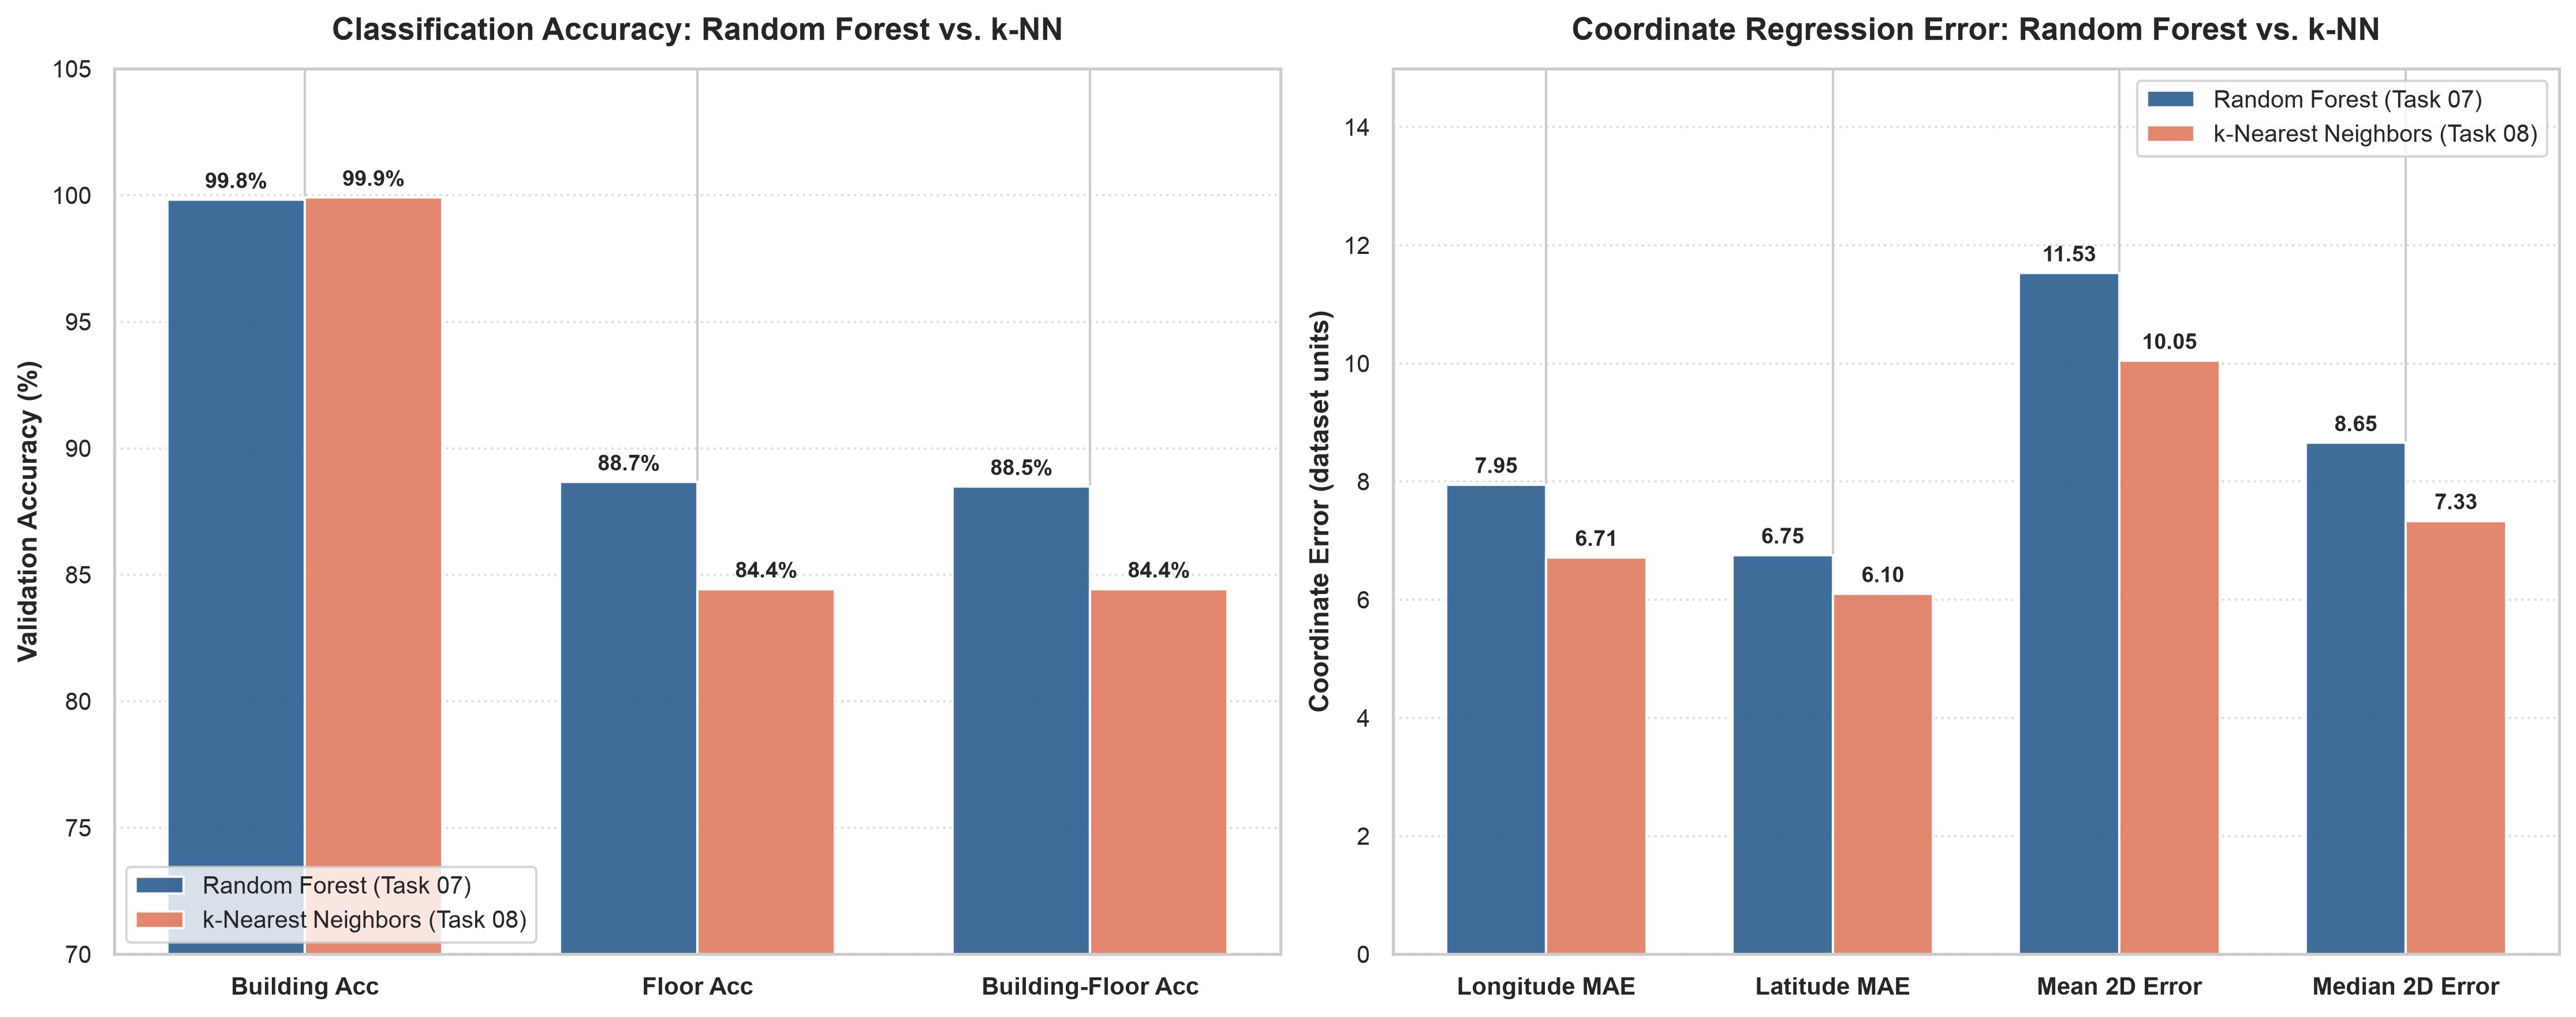 Classification Accuracy: Random Forest vs. k-NN
Validation Accuracy (%)
105
100
95
90
85
80
75
70
99.8%
99.9%
88.7%
84.4%
88.5%
84.4%
Random Forest (Task 07)
k-Nearest Neighbors (Task 08)
Building Acc
Floor Acc
Building-Floor Acc
Coordinate Regression Error: Random Forest vs. k-NN
Coordinate Error (dataset units)
14
12
10
8
6
4
2
0
Random Forest (Task 07)
k-Nearest Neighbors (Task 08)
7.95
6.71
6.75
6.10
11.53
10.05
8.65
7.33
Longitude MAE
Latitude MAE
Mean 2D Error
Median 2D Error